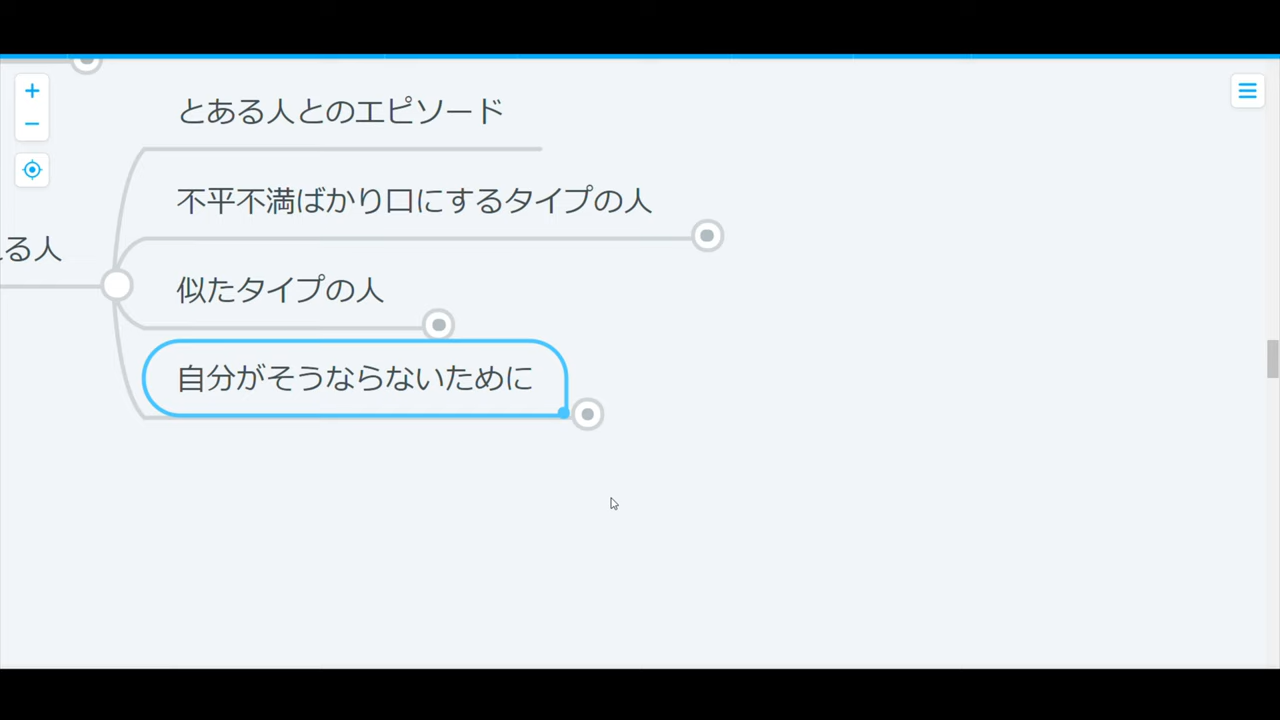 とある人とのエピソード
不平不満ばかり口にするタイプの人
る人
似たタイプの人
自分がそうならないために